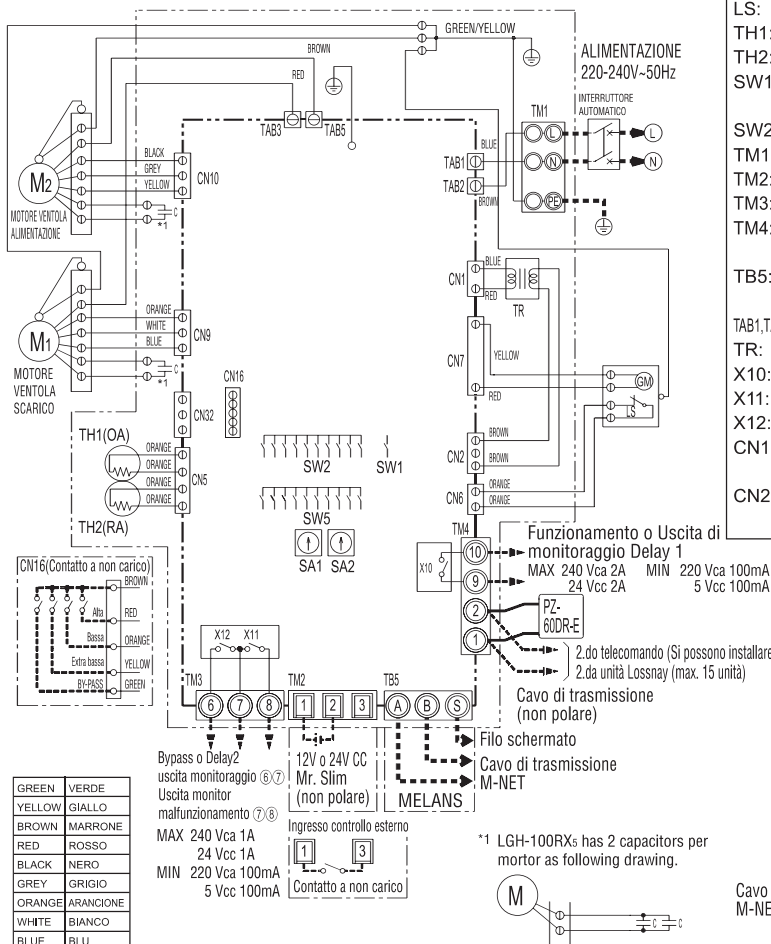 GREEN/YELLOW
BROWN
RED
TAB3
TAB5
ALIMENTAZIONE
220-240V~50Hz
INTERRUTTORE
AUTOMATICO
TM1
L
L
N
N
PE
BLUE
TAB1
TAB2
BROWN
M2
MOTORE VENTOLA
ALIMENTAZIONE
BLACK
GREY
YELLOW
CN10
C
*1
M1
MOTORE
VENTOLA
SCARICO
ORANGE
WHITE
BLUE
CN9
C
*1
CN16
CN32
TH1(OA)
ORANGE
ORANGE
ORANGE
CN5
TH2(RA)
SW2
SW1
SW5
SA1
SA2
CN1
BLUE
RED
TR
CN7
YELLOW
RED
GM
LS
CN2
BROWN
BROWN
CN6
ORANGE
ORANGE
TM4
X10
10
9
2
1
Funzionamento o Uscita di
monitoraggio Delay 1
MAX 240 Vca 2A MIN 220 Vca 100mA
24 Vcc 2A 5 Vcc 100mA
PZ-
60DR-E
2.do telecomando (Si possono installare
2.da unità Lossnay (max. 15 unità)
Cavo di trasmissione
(non polare)
CN16(Contatto a non carico)
BROWN
Alta
RED
Bassa
ORANGE
Extra bassa
YELLOW
BY-PASS
GREEN
X12 X11
TM3
6 7 8
TM2
1 2 3
TB5
A B S
Filo schermato
Cavo di trasmissione
M-NET
Bypass o Delay2
uscita monitoraggio ⑥⑦
Uscita monitor
malfunzionamento ⑦⑧
MAX 240 Vca 1A
24 Vcc 1A
MIN 220 Vca 100mA
5 Vcc 100mA
12V o 24V CC
Mr. Slim
(non polare)
MELANS
Ingresso controllo esterno
1 3
Contatto a non carico
GREEN VERDE
YELLOW GIALLO
BROWN MARRONE
RED ROSSO
BLACK NERO
GREY GRIGIO
ORANGE ARANCIONE
WHITE BIANCO
BLUE BLU
*1 LGH-100RX5 has 2 capacitors per
mortor as following drawing.
M
C C
Cavo
M-NE
LS:
TH1:
TH2:
SW1
SW2
TM1
TM2:
TM3:
TM4:
TB5:
TAB1,T
TR:
X10:
X11:
X12:
CN1
CN2